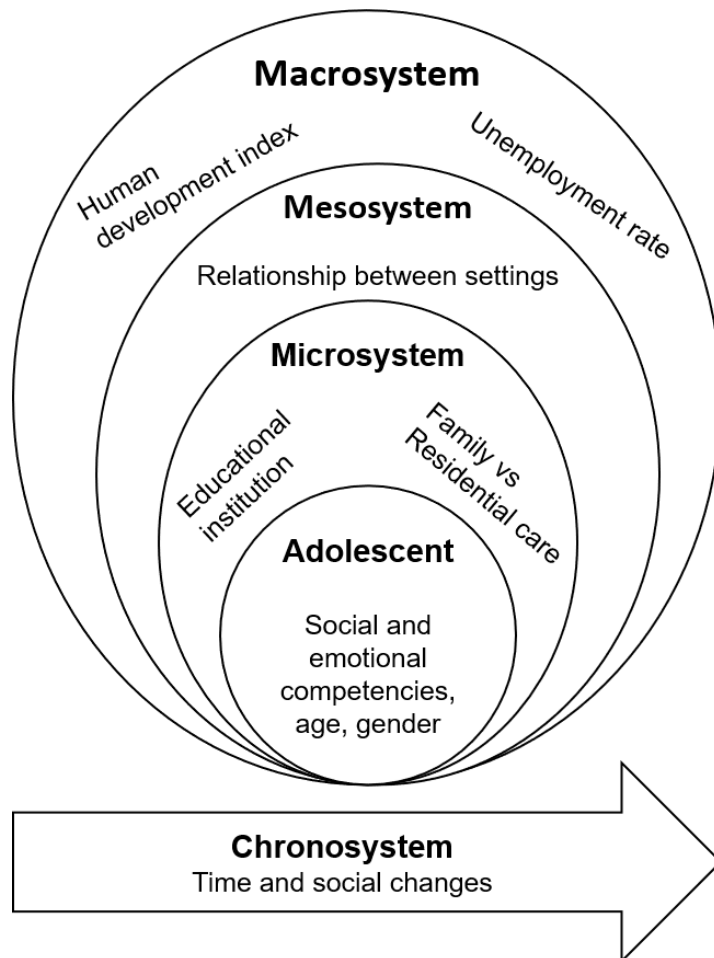 Macrosystem
Human
development index
Unemployment rate
Mesosystem
Relationship between settings
Microsystem
Educational
institution
Family vs
Residential care
Adolescent
Social and
emotional
competencies,
age, gender
Chronosystem
Time and social changes